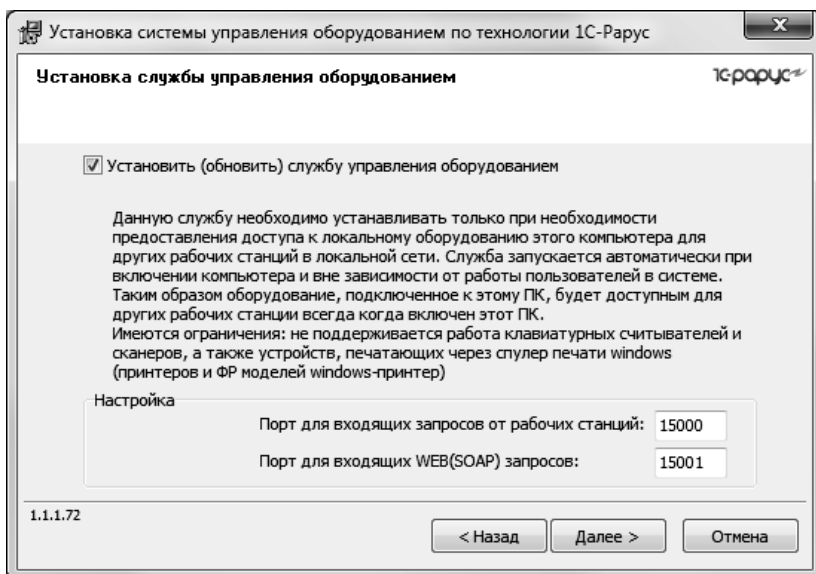 Установка системы управления оборудованием по технологии 1С-Рарус
Установка службы управления оборудованием
1С·рарус
Установить (обновить) службу управления оборудованием
Данную службу необходимо устанавливать только при необходимости
предоставления доступа к локальному оборудованию этого компьютера для
других рабочих станций в локальной сети. Служба запускается автоматически при
включении компьютера и вне зависимости от работы пользователей в системе.
Таким образом оборудование, подключенное к этому ПК, будет доступным для
других рабочих станции всегда когда включен этот ПК.
Имеются ограничения: не поддерживается работа клавиатурных считывателей и
сканеров, а также устройств, печатающих через спулер печати windows
(принтеров и ФР моделей windows-принтер)
Настройка
Порт для входящих запросов от рабочих станций: 15000
Порт для входящих WEB(SOAP) запросов: 15001
1.1.1.72
< Назад Далее > Отмена